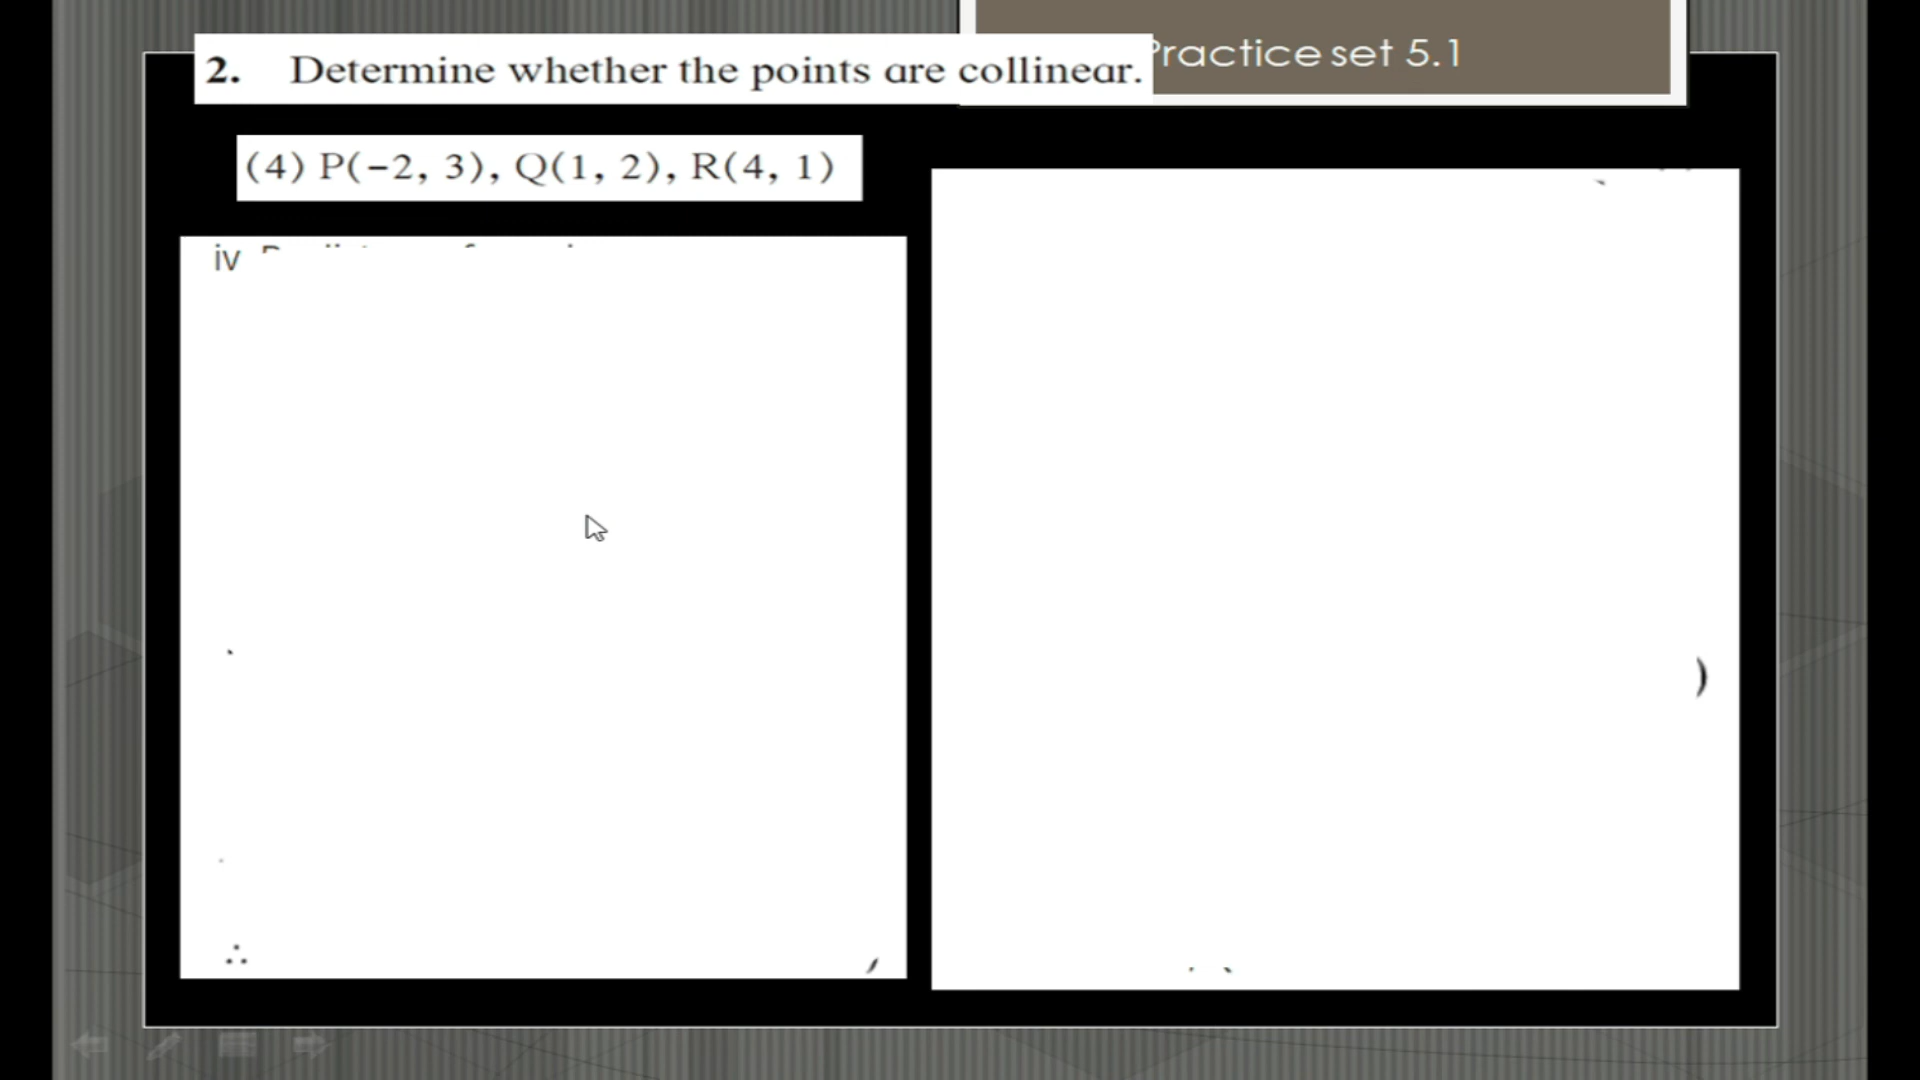 Practice set 5.1
2. Determine whether the points are collinear.
(4) P(−2, 3), Q(1, 2), R(4, 1)
iv
)
∴